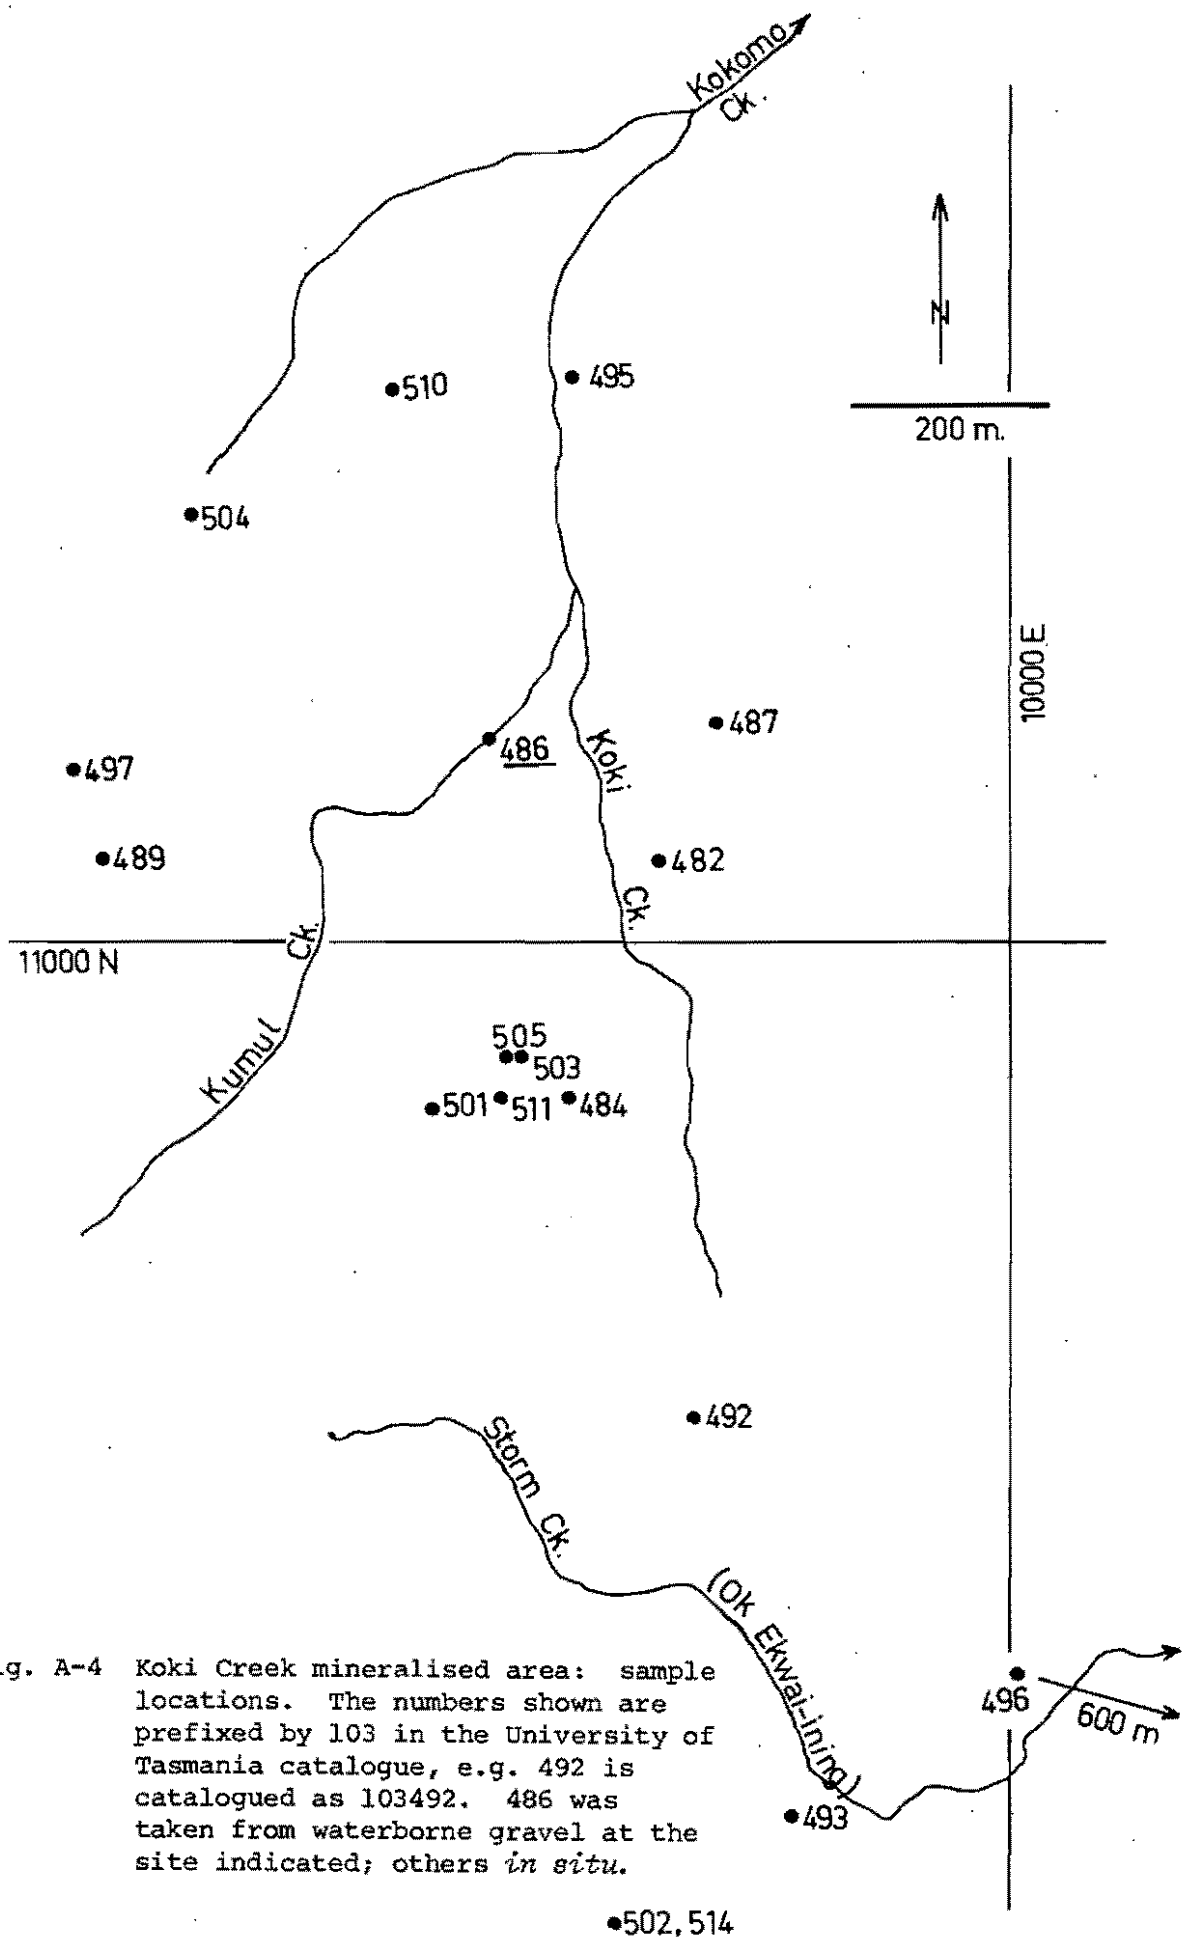 Kokomo
Ck.
N
200 m.
510
495
504
10000 E
487
486
Koki
Ck.
497
489
482
11000 N
Kumul
Ck.
505
503
501
511
484
492
Storm Ck.
(Ok Ekwai-ining)
496
600 m
493
.g. A-4 Koki Creek mineralised area: sample
locations. The numbers shown are
prefixed by 103 in the University of
Tasmania catalogue, e.g. 492 is
catalogued as 103492. 486 was
taken from waterborne gravel at the
site indicated; others in situ.
502, 514